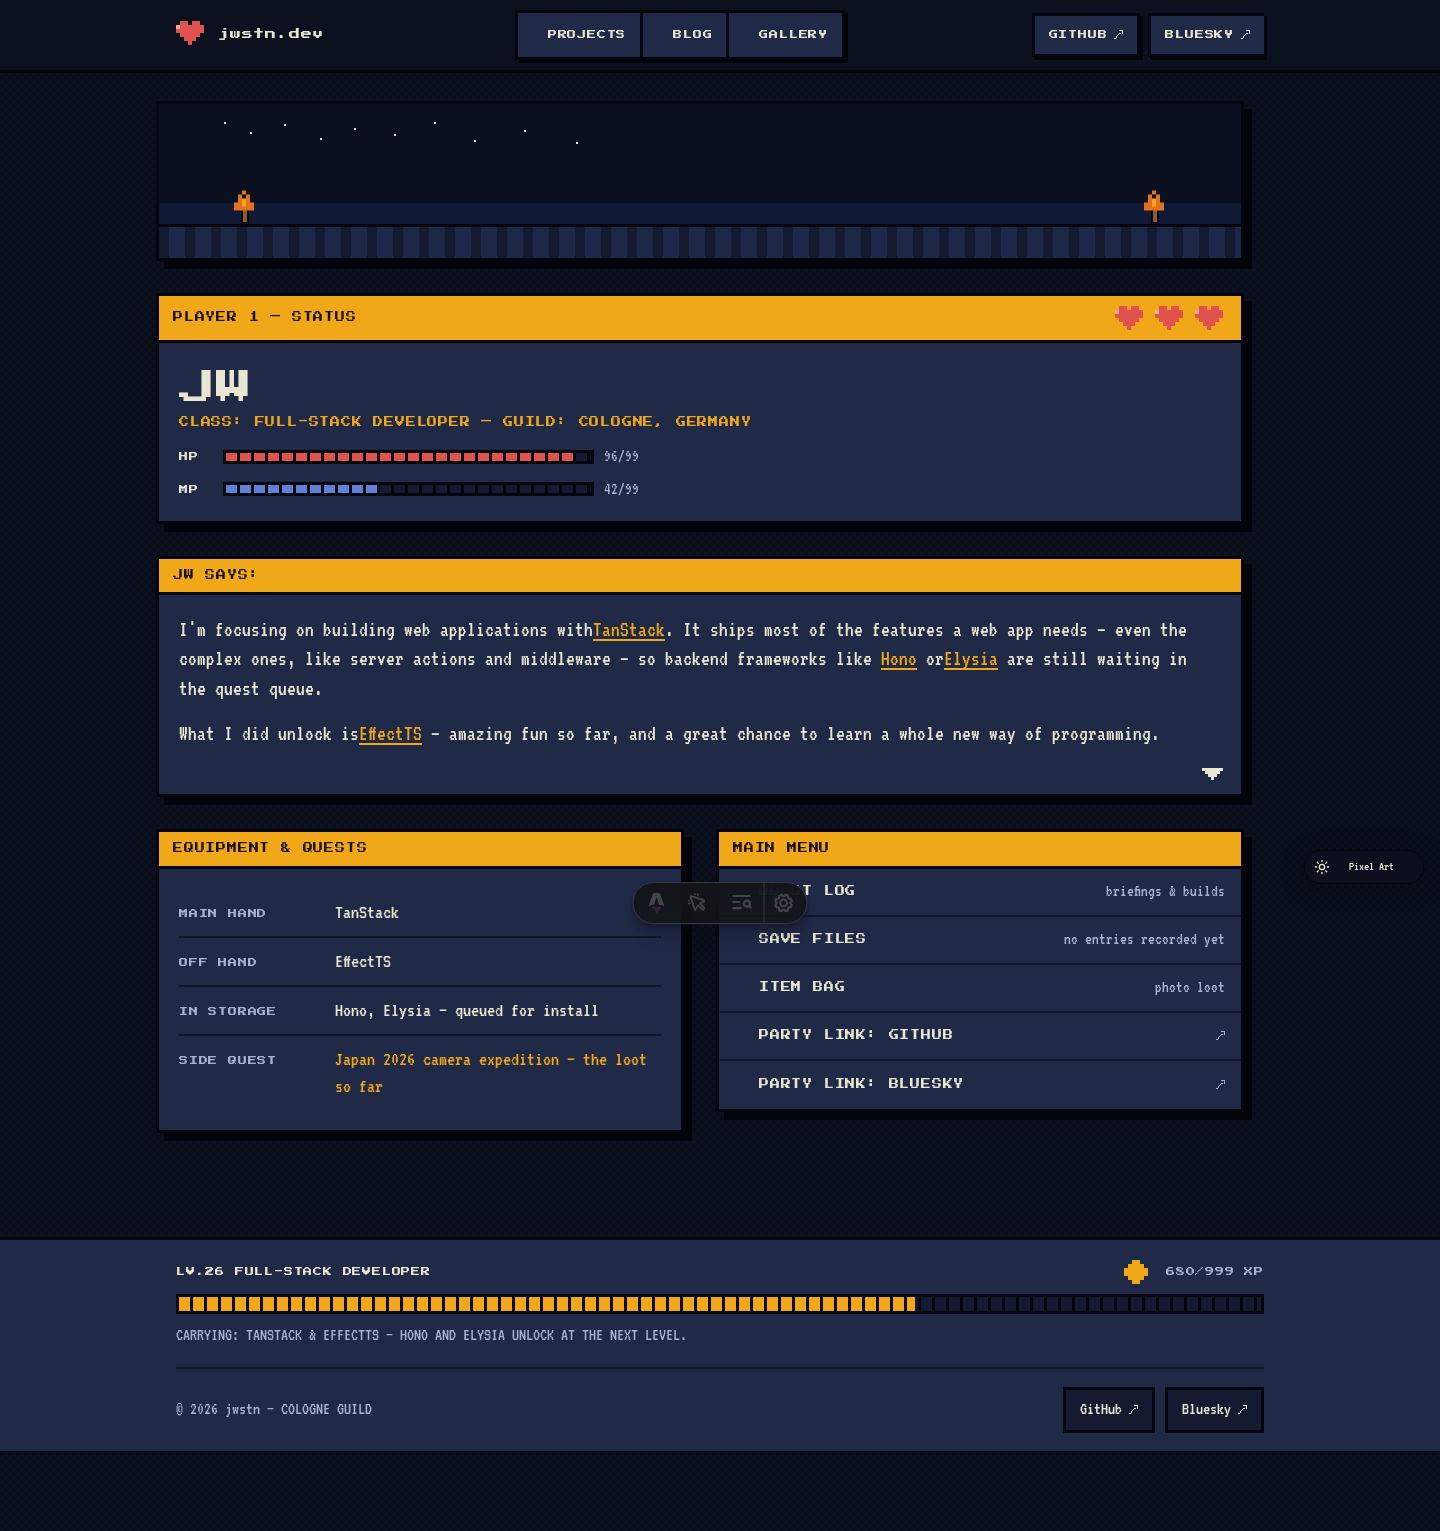 jwstn.dev
PROJECTS
BLOG
GALLERY
GITHUB ↗
BLUESKY ↗
PLAYER 1 — STATUS
JW
CLASS: FULL-STACK DEVELOPER — GUILD: COLOGNE, GERMANY
HP 96/99
MP 42/99
JW SAYS:
I'm focusing on building web applications withTanStack. It ships most of the features a web app needs – even the
complex ones, like server actions and middleware – so backend frameworks like Hono orElysia are still waiting in
the quest queue.
What I did unlock isEffectTS – amazing fun so far, and a great chance to learn a whole new way of programming.
EQUIPMENT & QUESTS
MAIN HAND TanStack
OFF HAND EffectTS
IN STORAGE Hono, Elysia – queued for install
SIDE QUEST Japan 2026 camera expedition – the loot
so far
MAIN MENU
LOG briefings & builds
SAVE FILES no entries recorded yet
ITEM BAG photo loot
PARTY LINK: GITHUB ↗
PARTY LINK: BLUESKY ↗
Pixel Art
LV.26 FULL-STACK DEVELOPER
680/999 XP
CARRYING: TANSTACK & EFFECTTS – HONO AND ELYSIA UNLOCK AT THE NEXT LEVEL.
© 2026 jwstn – COLOGNE GUILD
GitHub ↗
Bluesky ↗